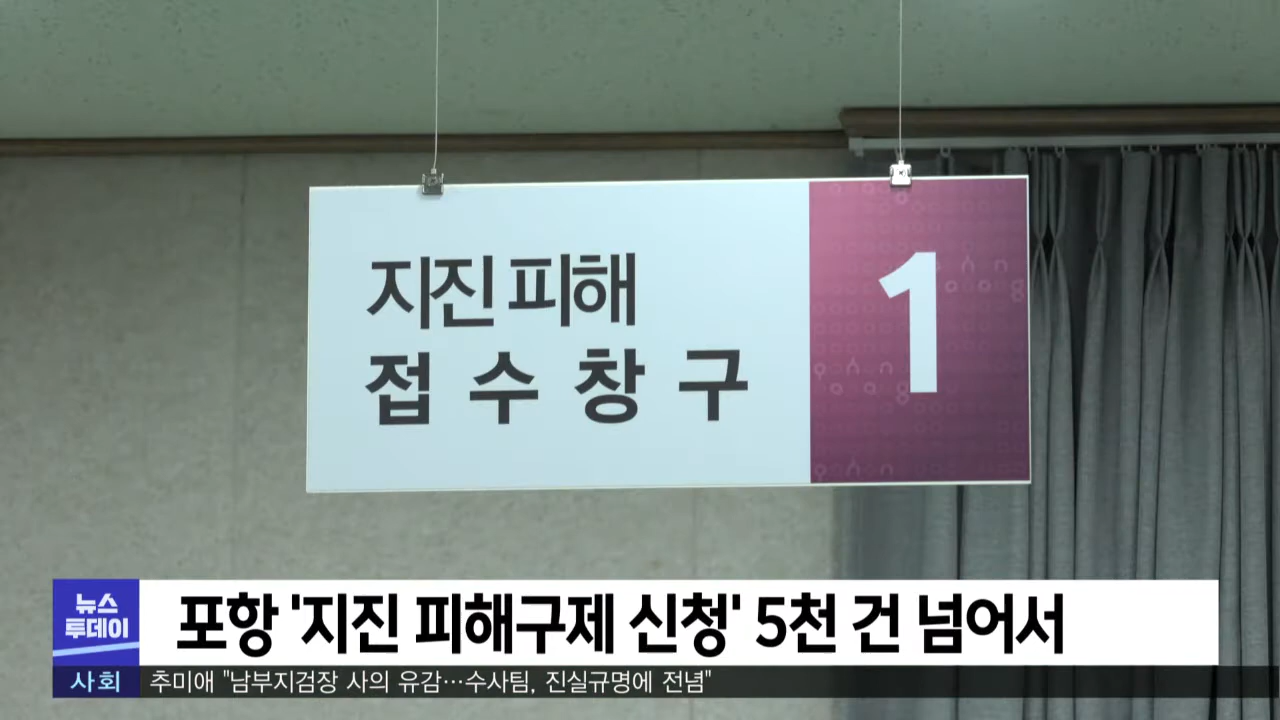 지진 피해
접수창구
1
뉴스
투데이
포항 '지진 피해구제 신청' 5천 건 넘어서
사회
추미애 "남부지검장 사의 유감…수사팀, 진실규명에 전념"